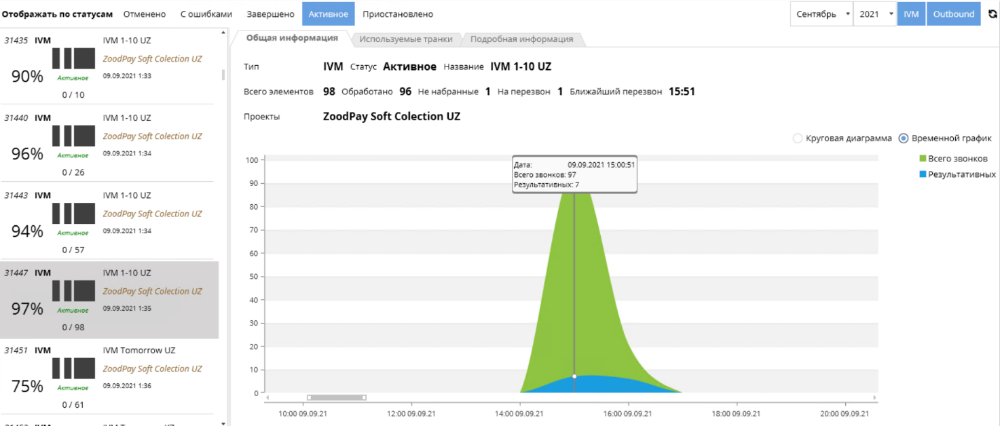 Отображать по статусам Отменено С ошибками Завершено Активное Приостановлено Сентябрь 2021 IVM Outbound
31435 IVM IVM 1-10 UZ
ZoodPay Soft Colection UZ
90% Активное 09.09.2021 1:33
0 / 10
31440 IVM IVM 1-10 UZ
ZoodPay Soft Colection UZ
96% Активное 09.09.2021 1:34
0 / 26
31443 IVM IVM 1-10 UZ
ZoodPay Soft Colection UZ
94% Активное 09.09.2021 1:34
0 / 57
31447 IVM IVM 1-10 UZ
ZoodPay Soft Colection UZ
97% Активное 09.09.2021 1:35
0 / 98
31451 IVM IVM Tomorrow UZ
ZoodPay Soft Colection UZ
75% Активное 09.09.2021 1:36
0 / 61
Общая информация Используемые транки Подробная информация
Тип IVM Статус Активное Название IVM 1-10 UZ
Всего элементов 98 Обработано 96 Не набранные 1 На перезвон 1 Ближайший перезвон 15:51
Проекты ZoodPay Soft Colection UZ
Круговая диаграмма Временной график
Всего звонков
Результативных
Дата: 09.09.2021 15:00:51
Всего звонков: 97
Результативных: 7
100
90
80
70
60
50
40
30
20
10
0
10:00 09.09.21 12:00 09.09.21 14:00 09.09.21 16:00 09.09.21 18:00 09.09.21 20:00 09.09.21